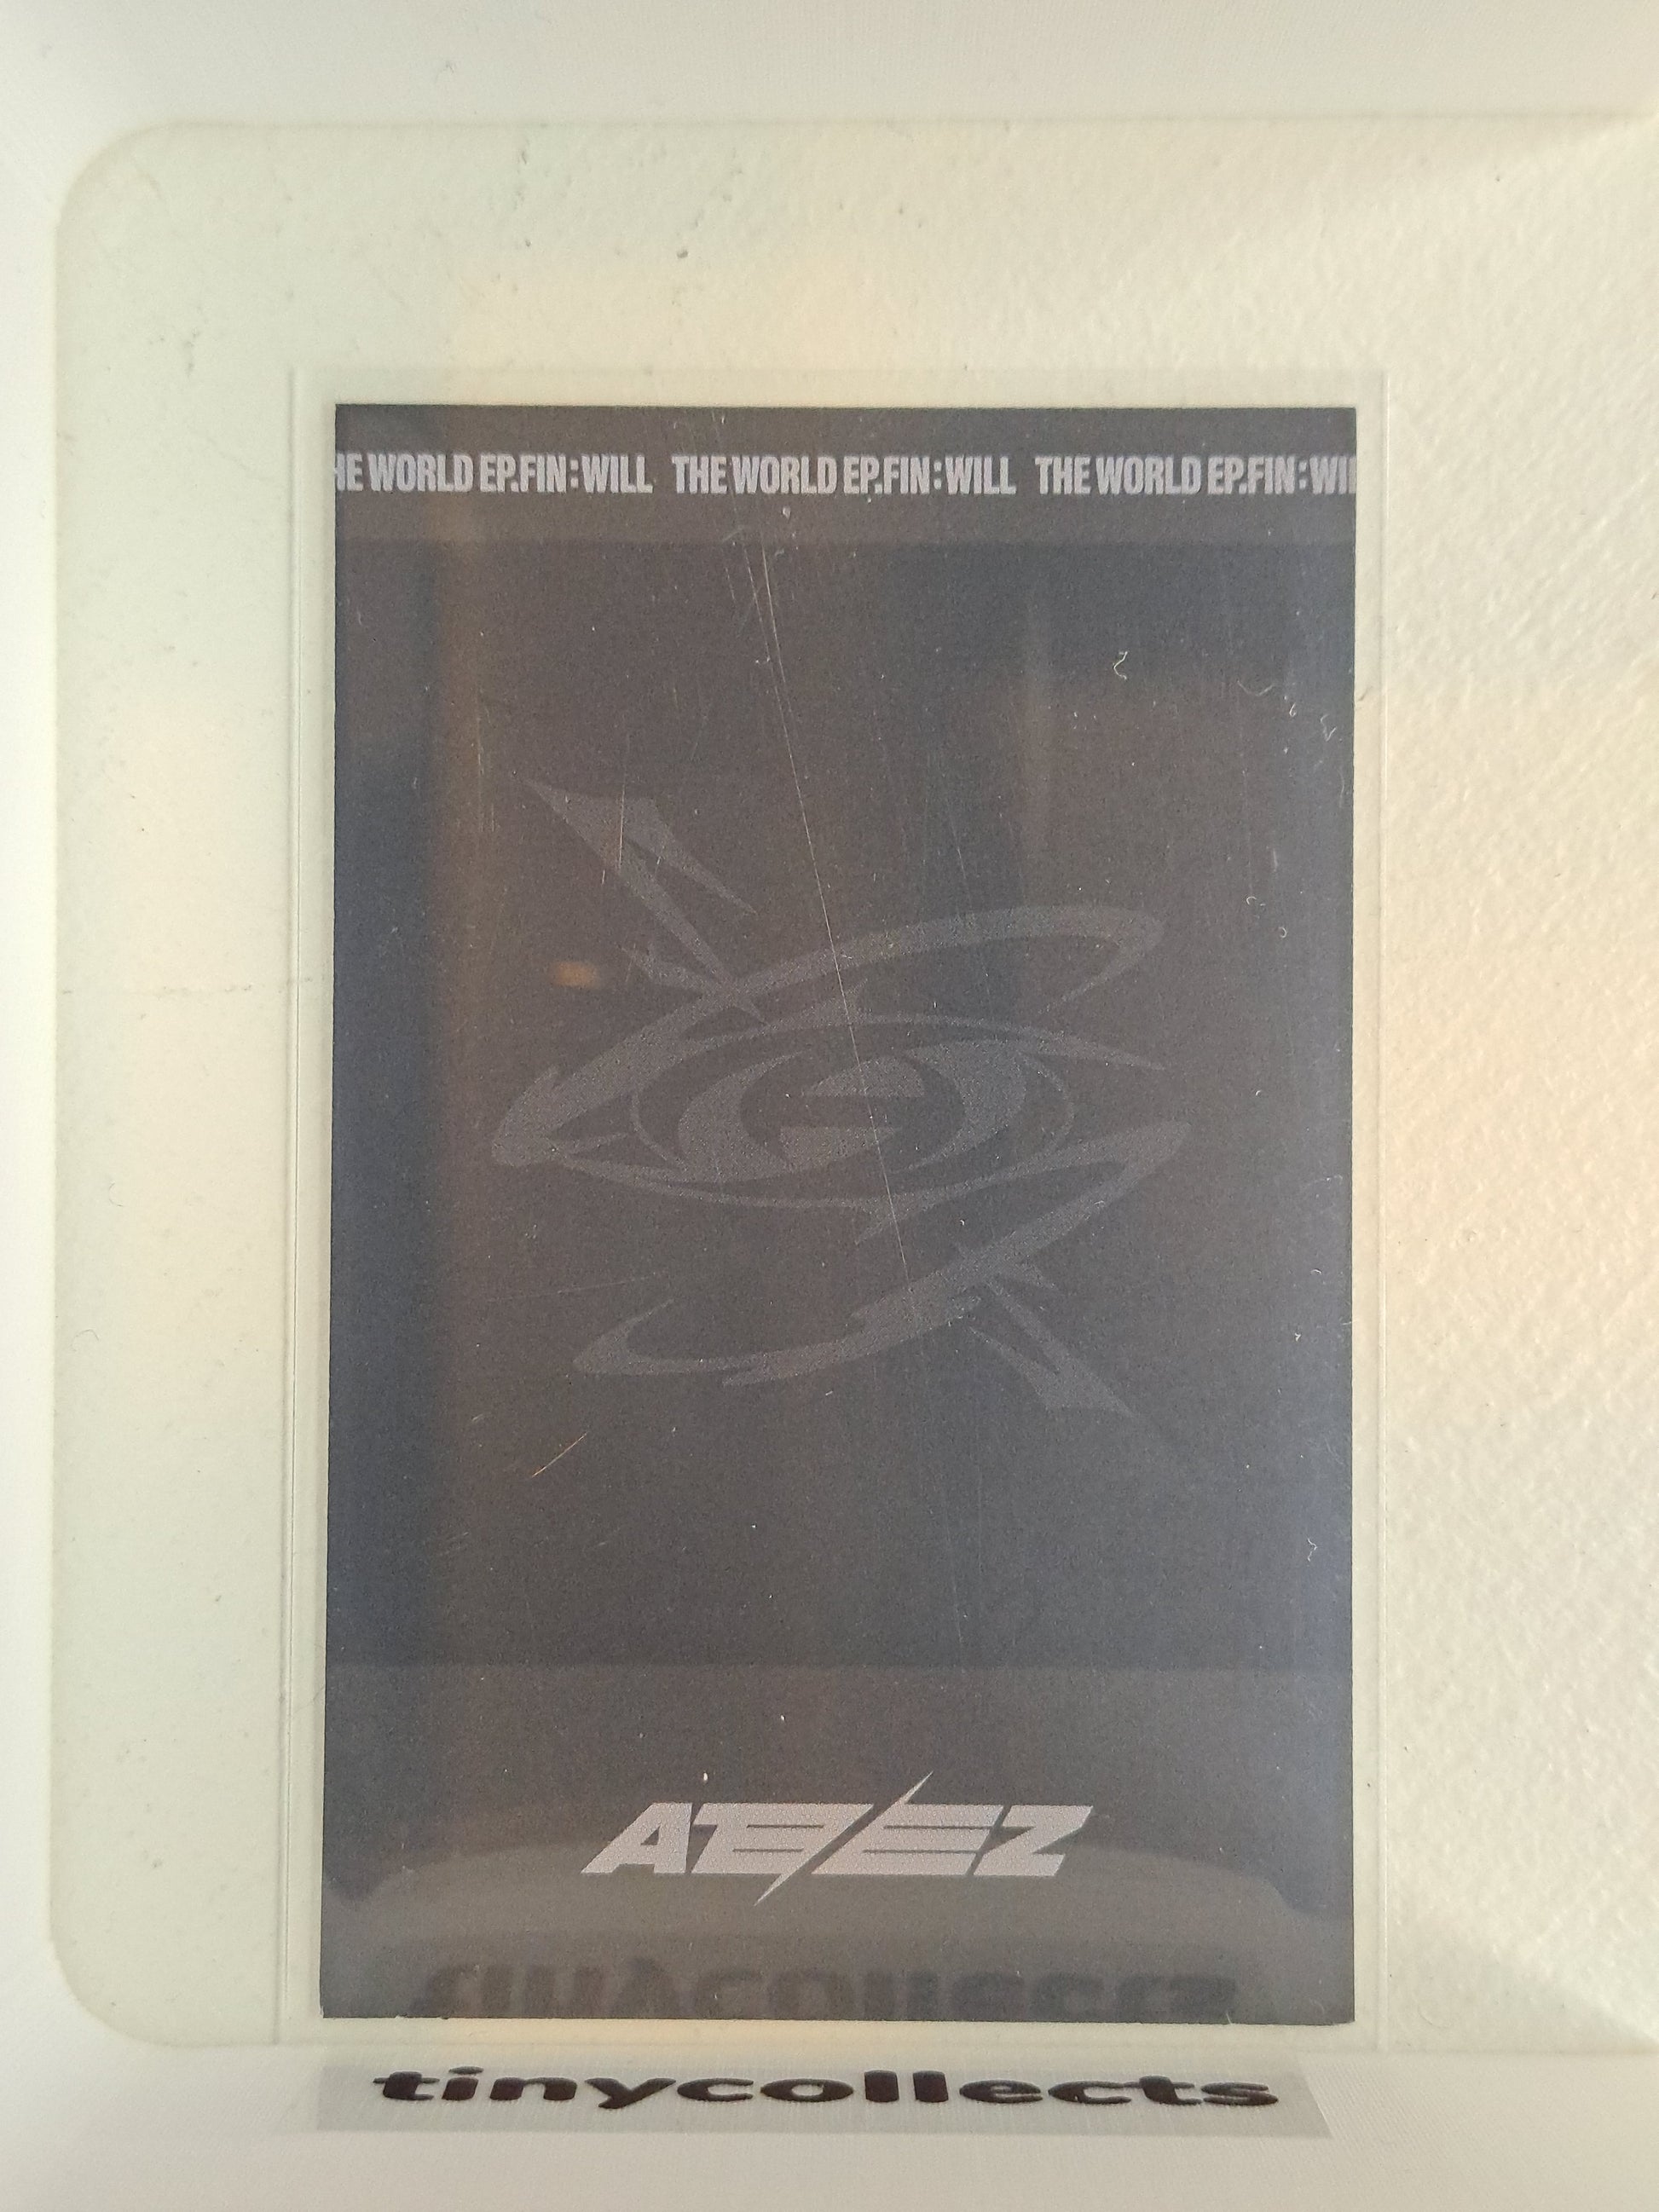 HE WORLD EP.FIN:WILL THE WORLD EP.FIN:WILL THE WORLD EP.FIN:WI
ATEEZ
tinycollects